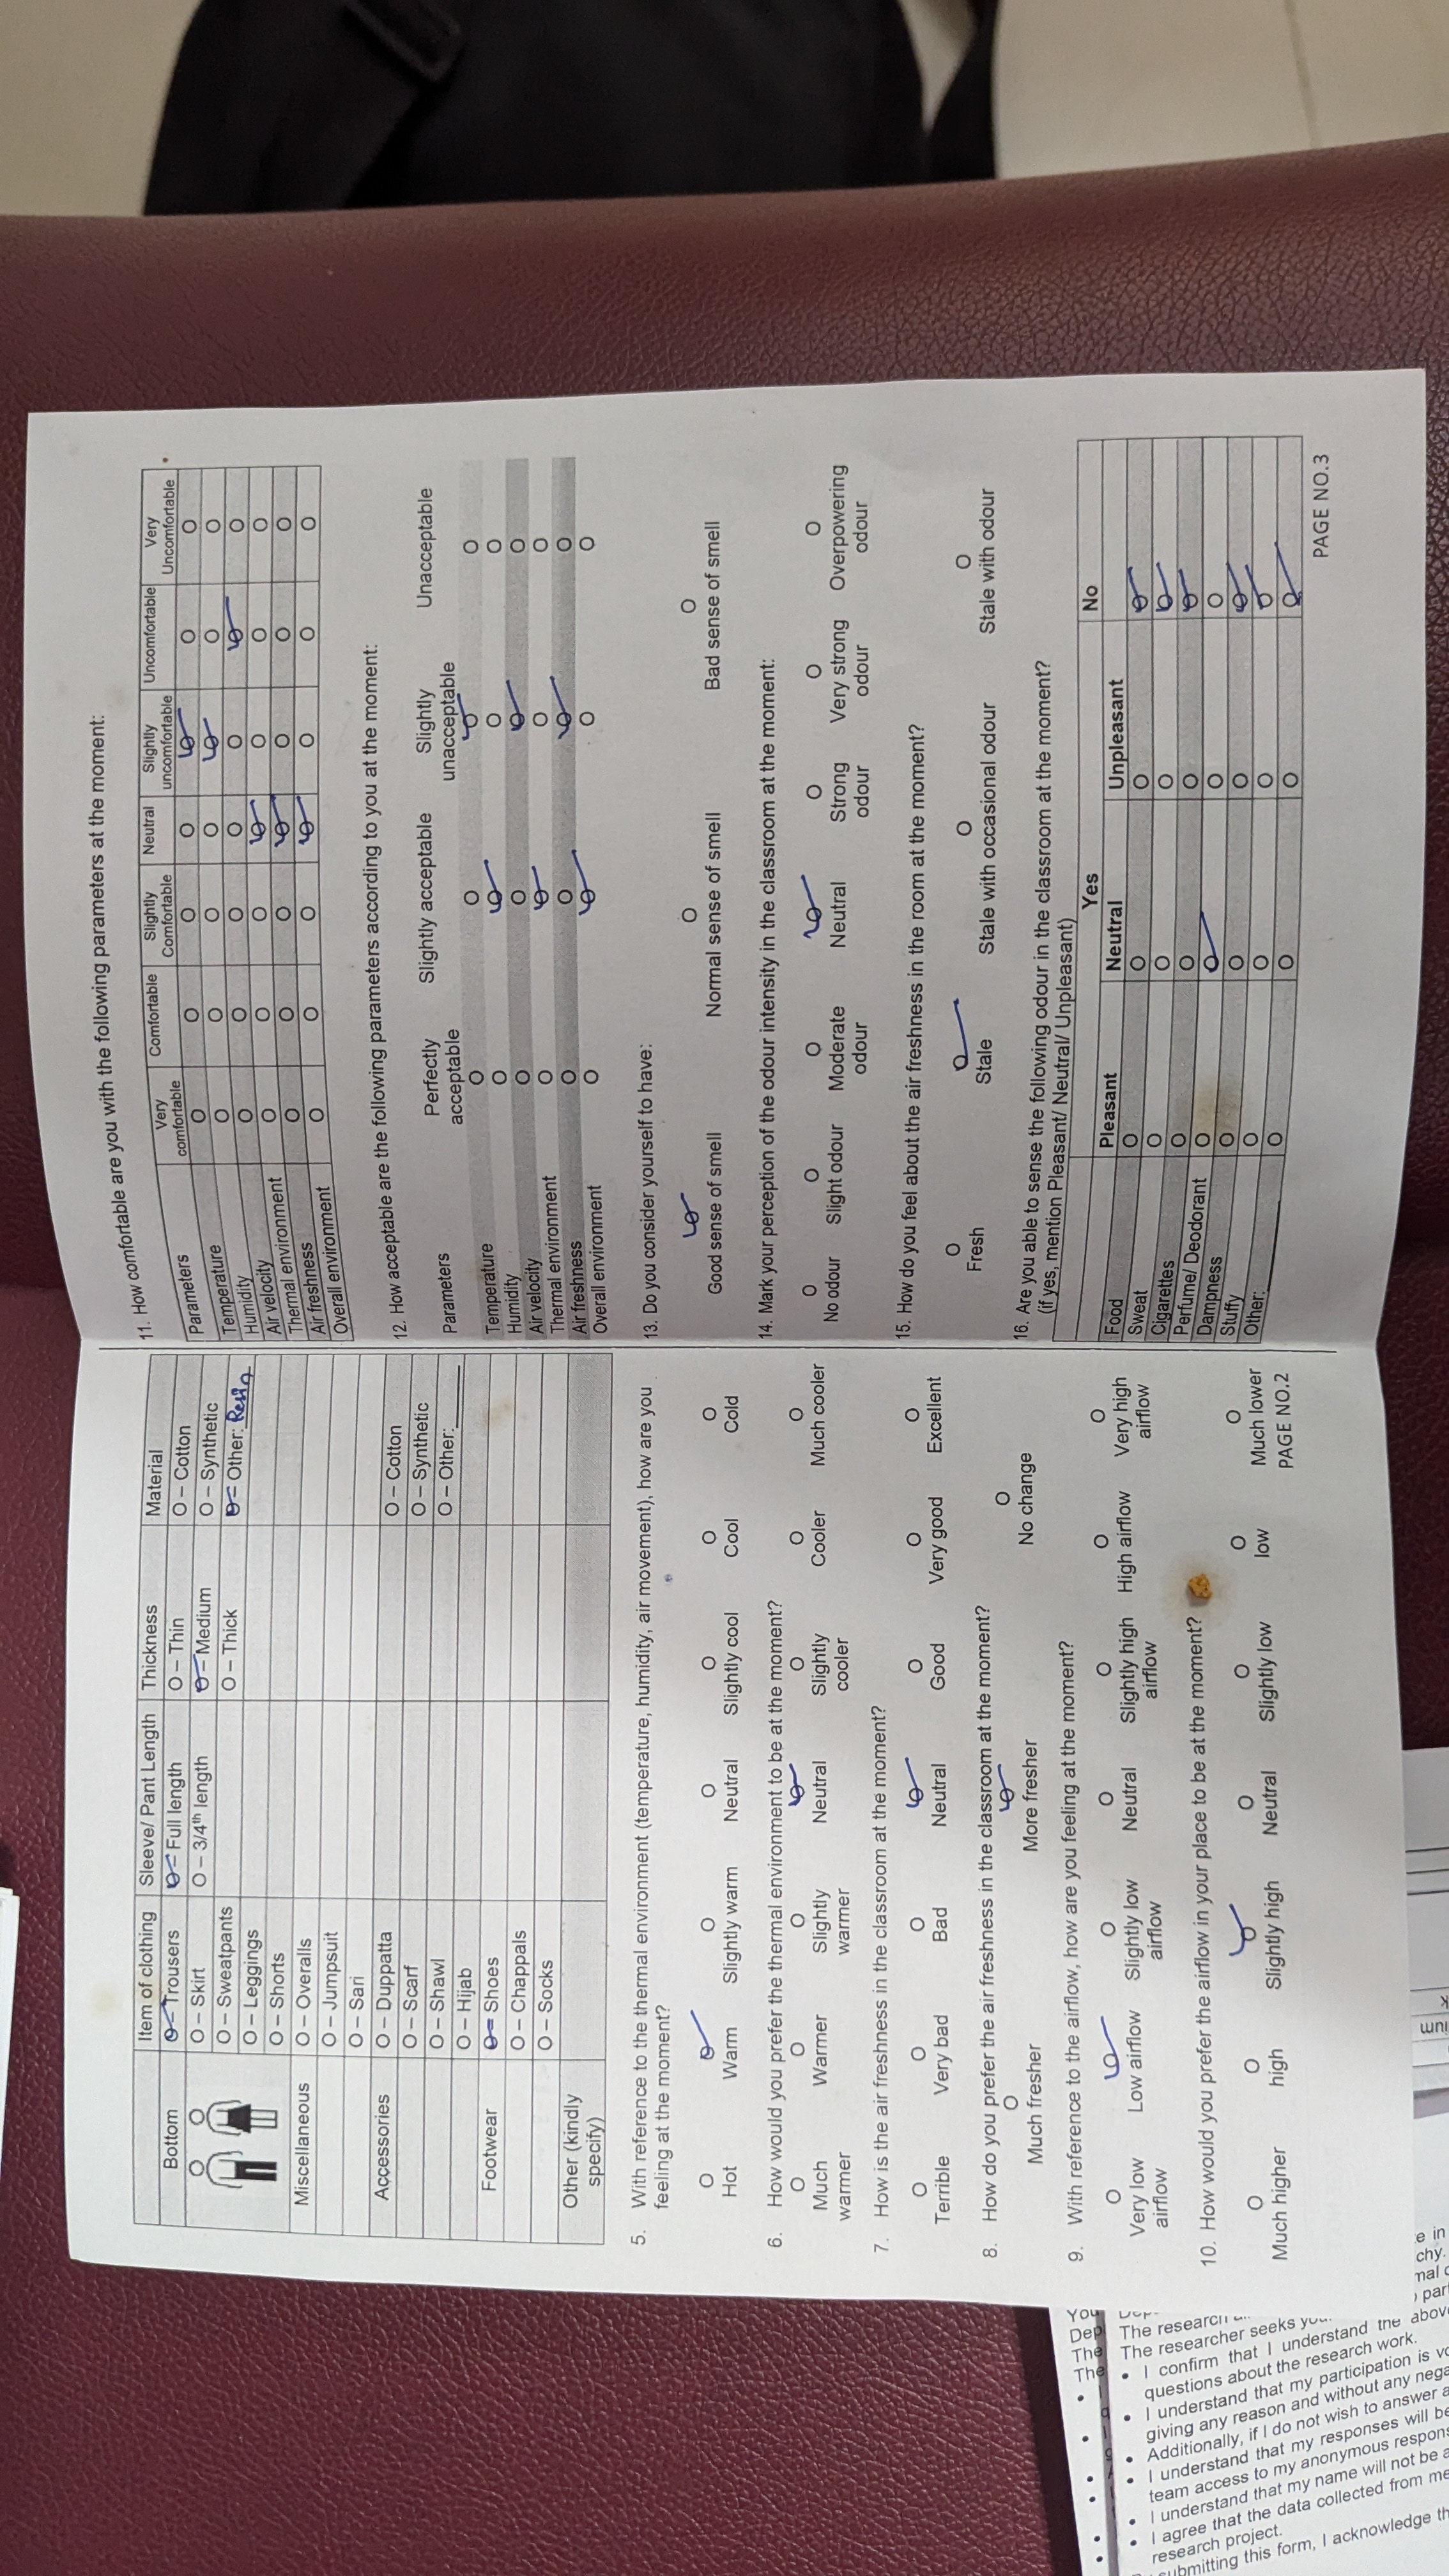 Item of clothing Sleeve/ Pant Length Thickness Material
Bottom O – Trousers O – Full length O – Thin O – Cotton
O – Skirt O – 3/4th length O – Medium O – Synthetic
O – Sweatpants O – Thick O – Other: Resin
O – Leggings
O – Shorts
Miscellaneous O – Overalls
O – Jumpsuit
O – Sari
Accessories O – Duppatta O – Cotton
O – Scarf O – Synthetic
O – Shawl O – Other:
O – Hijab
Footwear O – Shoes
O – Chappals
O – Socks
Other (kindly
specify)
5. With reference to the thermal environment (temperature, humidity, air movement), how are you
feeling at the moment?
Hot Warm Slightly warm Neutral Slightly cool Cool Cold
6. How would you prefer the thermal environment to be at the moment?
Much Warmer Slightly Neutral Slightly Cooler Much cooler
warmer warmer cooler
7. How is the air freshness in the classroom at the moment?
Terrible Very bad Bad Neutral Good Very good Excellent
8. How do you prefer the air freshness in the classroom at the moment?
Much fresher More fresher No change
9. With reference to the airflow, how are you feeling at the moment?
Very low Low airflow Slightly low Neutral Slightly high High airflow Very high
airflow airflow airflow airflow
10. How would you prefer the airflow in your place to be at the moment?
Much higher high Slightly high Neutral Slightly low low Much lower
PAGE NO.2
11. How comfortable are you with the following parameters at the moment:
Parameters Very Comfortable Slightly Neutral Slightly Uncomfortable Very
comfortable Comfortable uncomfortable Uncomfortable
Temperature
Humidity
Air velocity
Thermal environment
Air freshness
Overall environment
12. How acceptable are the following parameters according to you at the moment:
Parameters Perfectly Slightly acceptable Slightly Unacceptable
acceptable unacceptable
Temperature
Humidity
Air velocity
Thermal environment
Air freshness
Overall environment
13. Do you consider yourself to have:
Good sense of smell Normal sense of smell Bad sense of smell
14. Mark your perception of the odour intensity in the classroom at the moment:
No odour Slight odour Moderate Neutral Strong Very strong Overpowering
odour odour odour odour
15. How do you feel about the air freshness in the room at the moment?
Fresh Stale Stale with occasional odour Stale with odour
16. Are you able to sense the following odour in the classroom at the moment?
(if yes, mention Pleasant/ Neutral/ Unpleasant)
Yes No
Pleasant Neutral Unpleasant
Food
Sweat
Cigarettes
Perfume/ Deodorant
Dampness
Stuffy
Other:
PAGE NO.3
You
Dep
The
The
The research
The researcher seeks
• I confirm that I understand the above
questions about the research work.
• I understand that my participation is
giving any reason and without any
• Additionally, if I do not wish to answer
• I understand that my responses will be
team access to my anonymous
• I understand that my name will not be
• I agree that the data collected from me
research project.
submitting this form, I acknowledge
e in
chy.